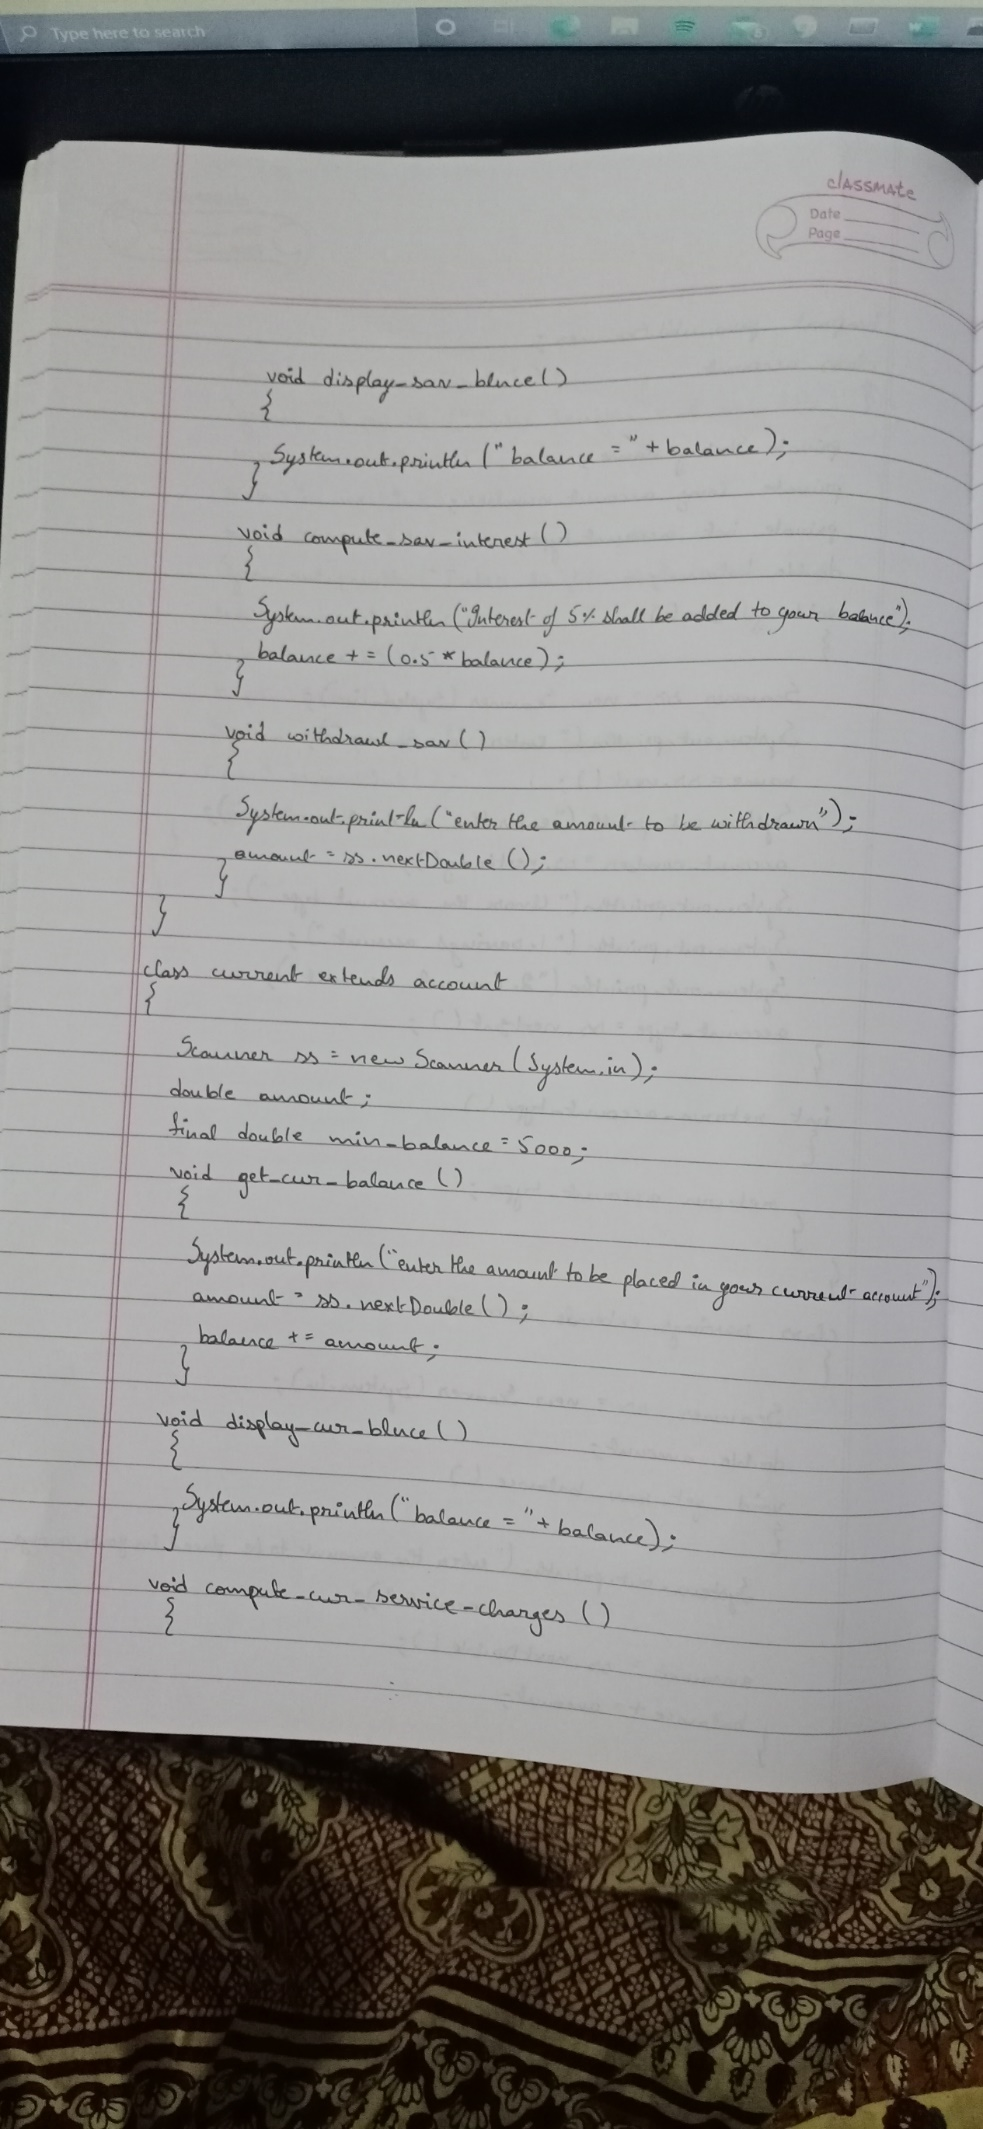 Type here to search
classmate
Date
Page
void display_sav_blnce()
{
System.out.println("balance = "+balance);
}
void compute_sav_interest()
{
System.out.println("Interest of 5% shall be added to your balance");
balance += (0.5 * balance);
}
void withdrawl_sav()
{
System.out.println("enter the amount to be withdrawn");
amount = ss.nextDouble();
}
}
class current extends account
{
Scanner ss = new Scanner(System.in);
double amount;
final double min_balance = 5000;
void get_cur_balance()
{
System.out.println("enter the amount to be placed in your current account");
amount = ss.nextDouble();
balance += amount;
}
void display_cur_blnce()
{
System.out.println("balance = "+ balance);
}
void compute_cur_service_charges()
{